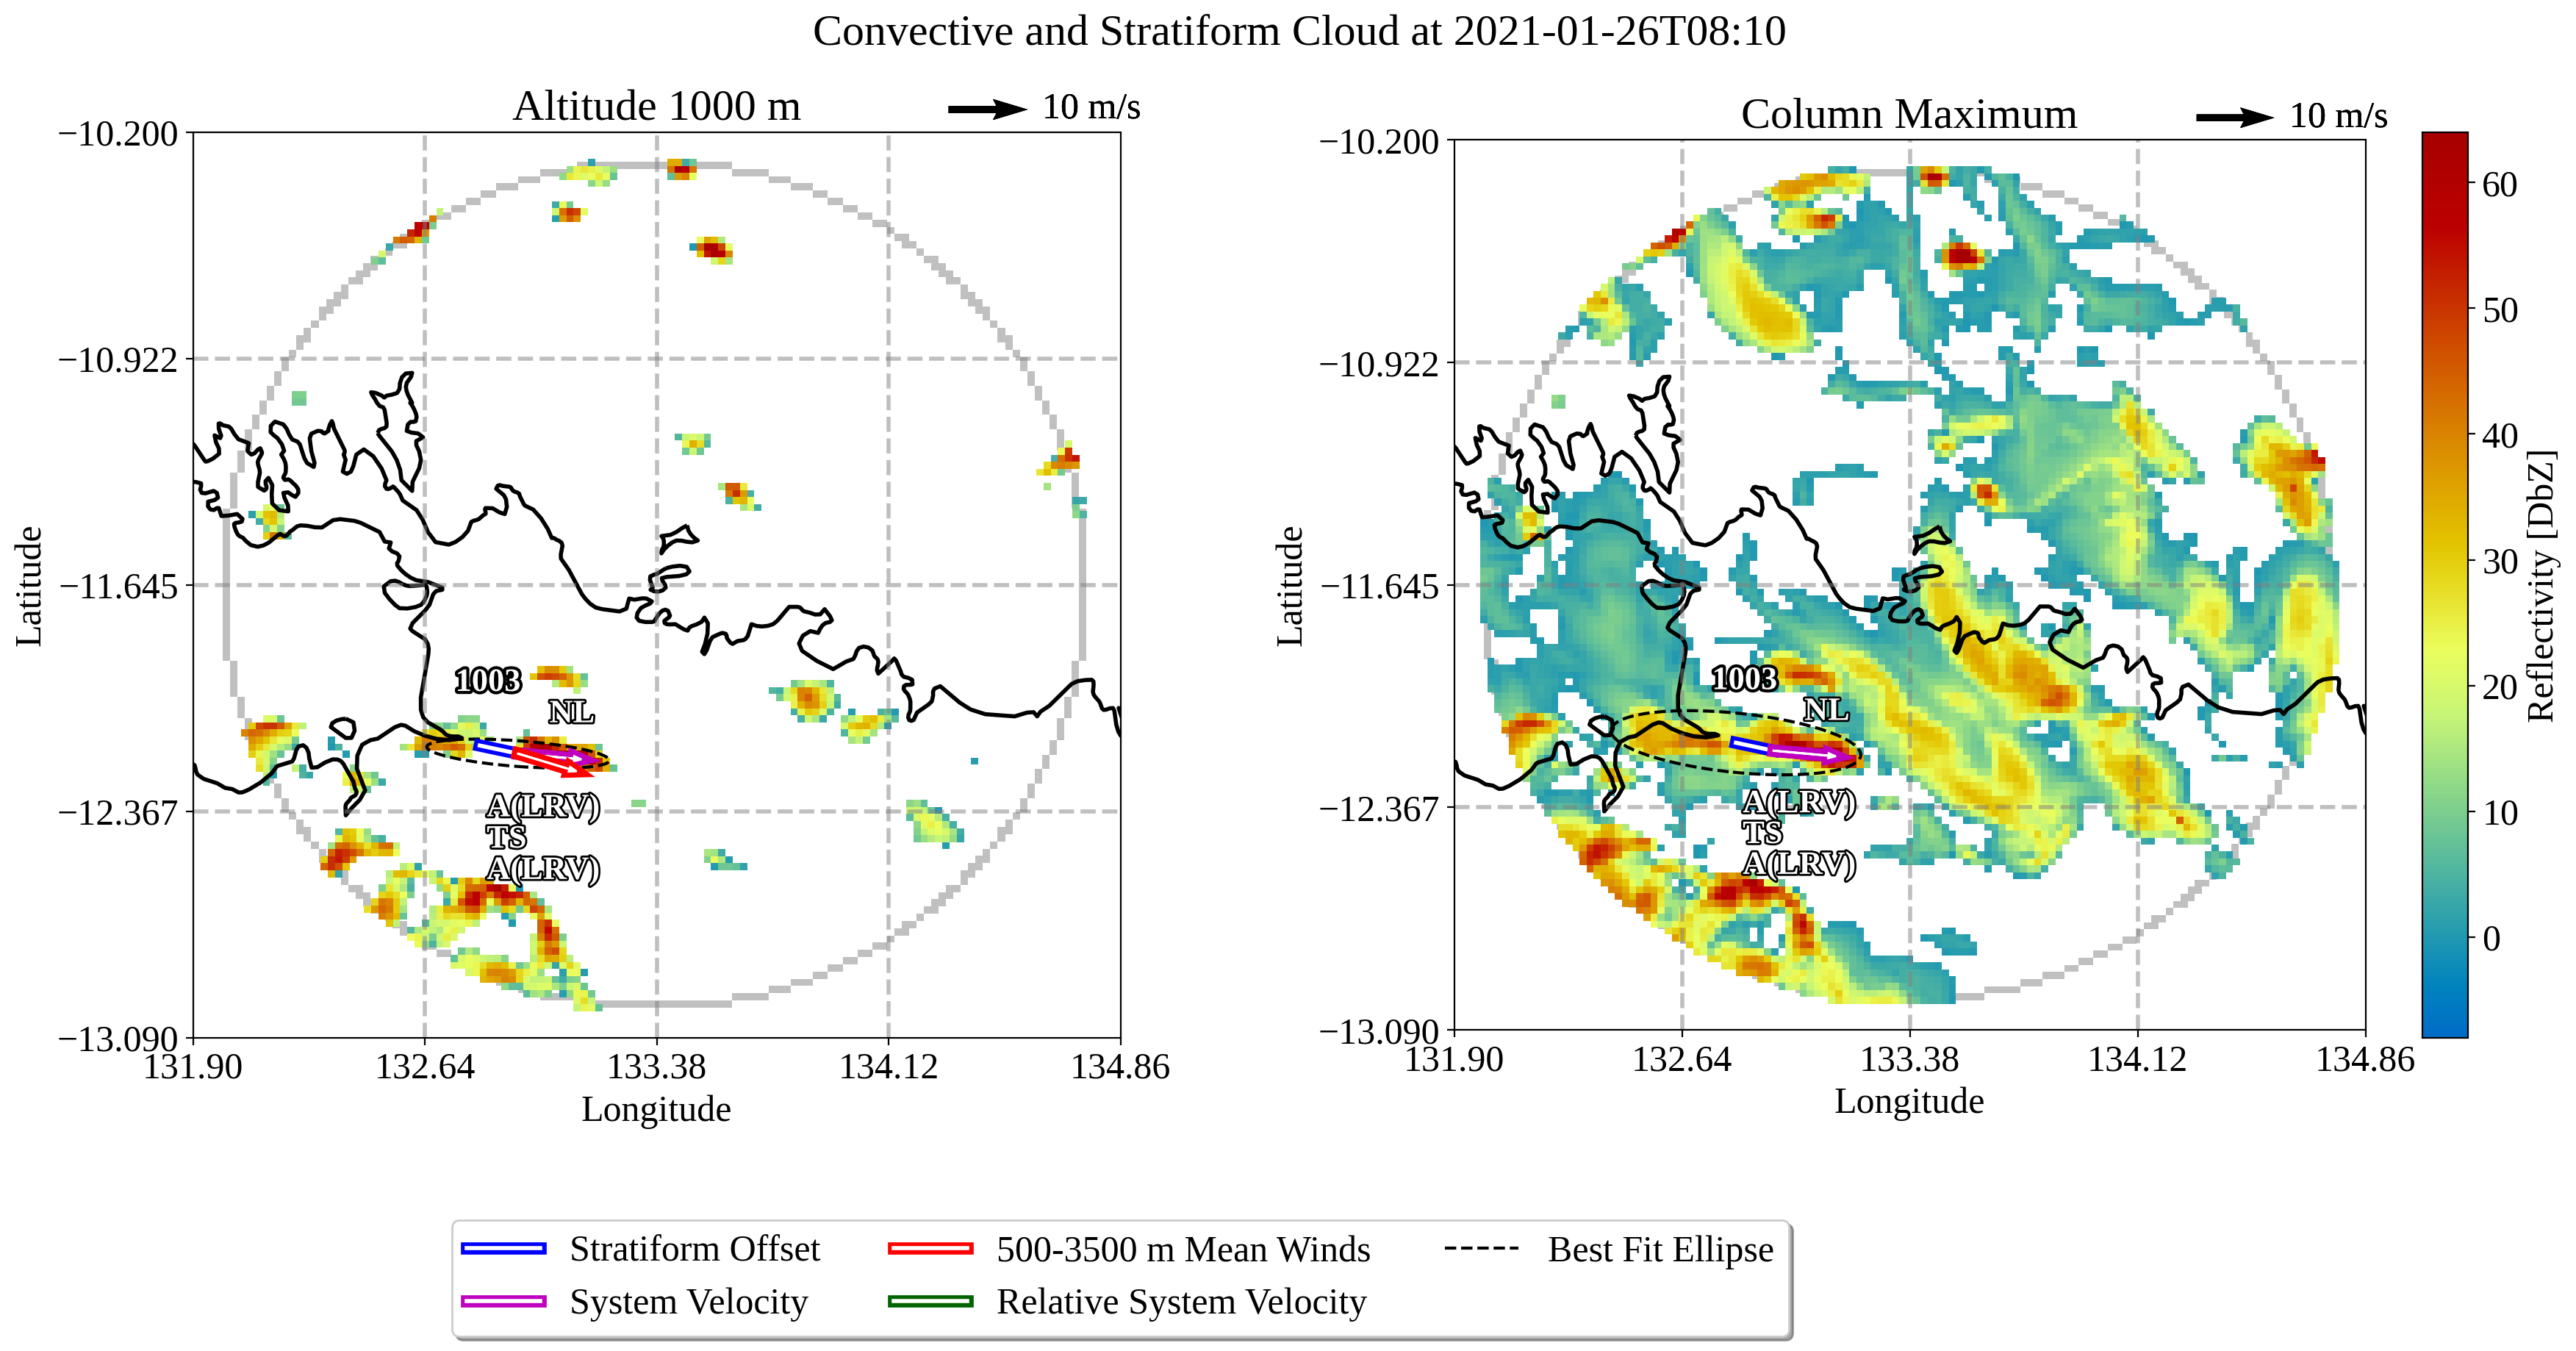 Convective and Stratiform Cloud at 2021-01-26T08:10
Altitude 1000 m
10 m/s
−10.200
−10.922
−11.645
−12.367
−13.090
Latitude
131.90
132.64
133.38
134.12
134.86
Longitude
1003
NL
A(LRV)
TS
A(LRV)
Column Maximum
10 m/s
−10.200
−10.922
−11.645
−12.367
−13.090
Latitude
131.90
132.64
133.38
134.12
134.86
Longitude
1003
NL
A(LRV)
TS
A(LRV)
60
50
40
30
20
10
0
Reflectivity [DbZ]
Stratiform Offset
System Velocity
500-3500 m Mean Winds
Relative System Velocity
Best Fit Ellipse